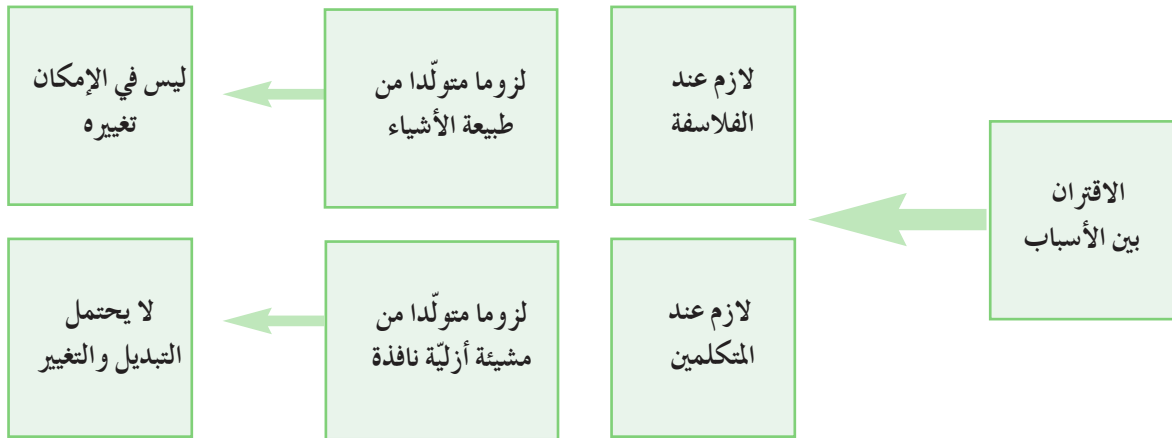 الاقتران
بين الأسباب
لازم عند
الفلاسفة
لزوما متولّدا من
طبيعة الأشياء
ليس في الإمكان
تغييره
لازم عند
المتكلمين
لزوما متولّدا من
مشيئة أزليّة نافذة
لا يحتمل
التبديل والتغيير